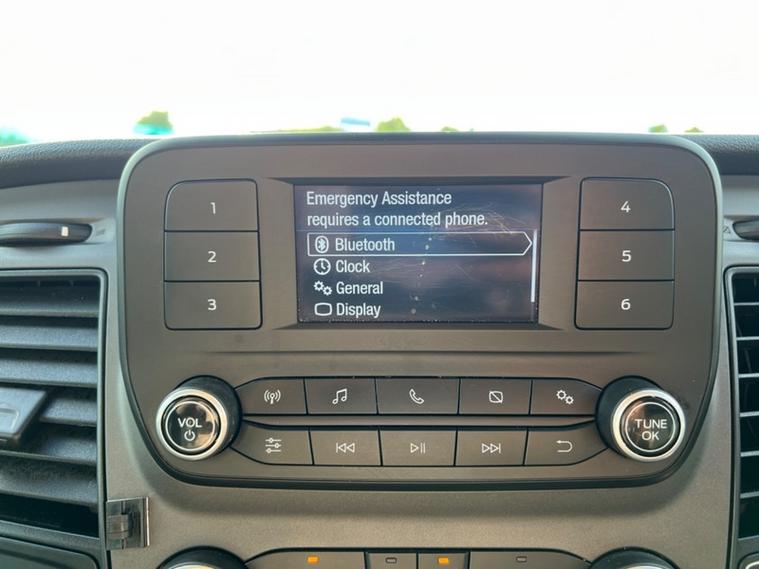 Emergency Assistance
requires a connected phone.
Bluetooth
Clock
General
Display
1
2
3
4
5
6
VOL
TUNE
OK